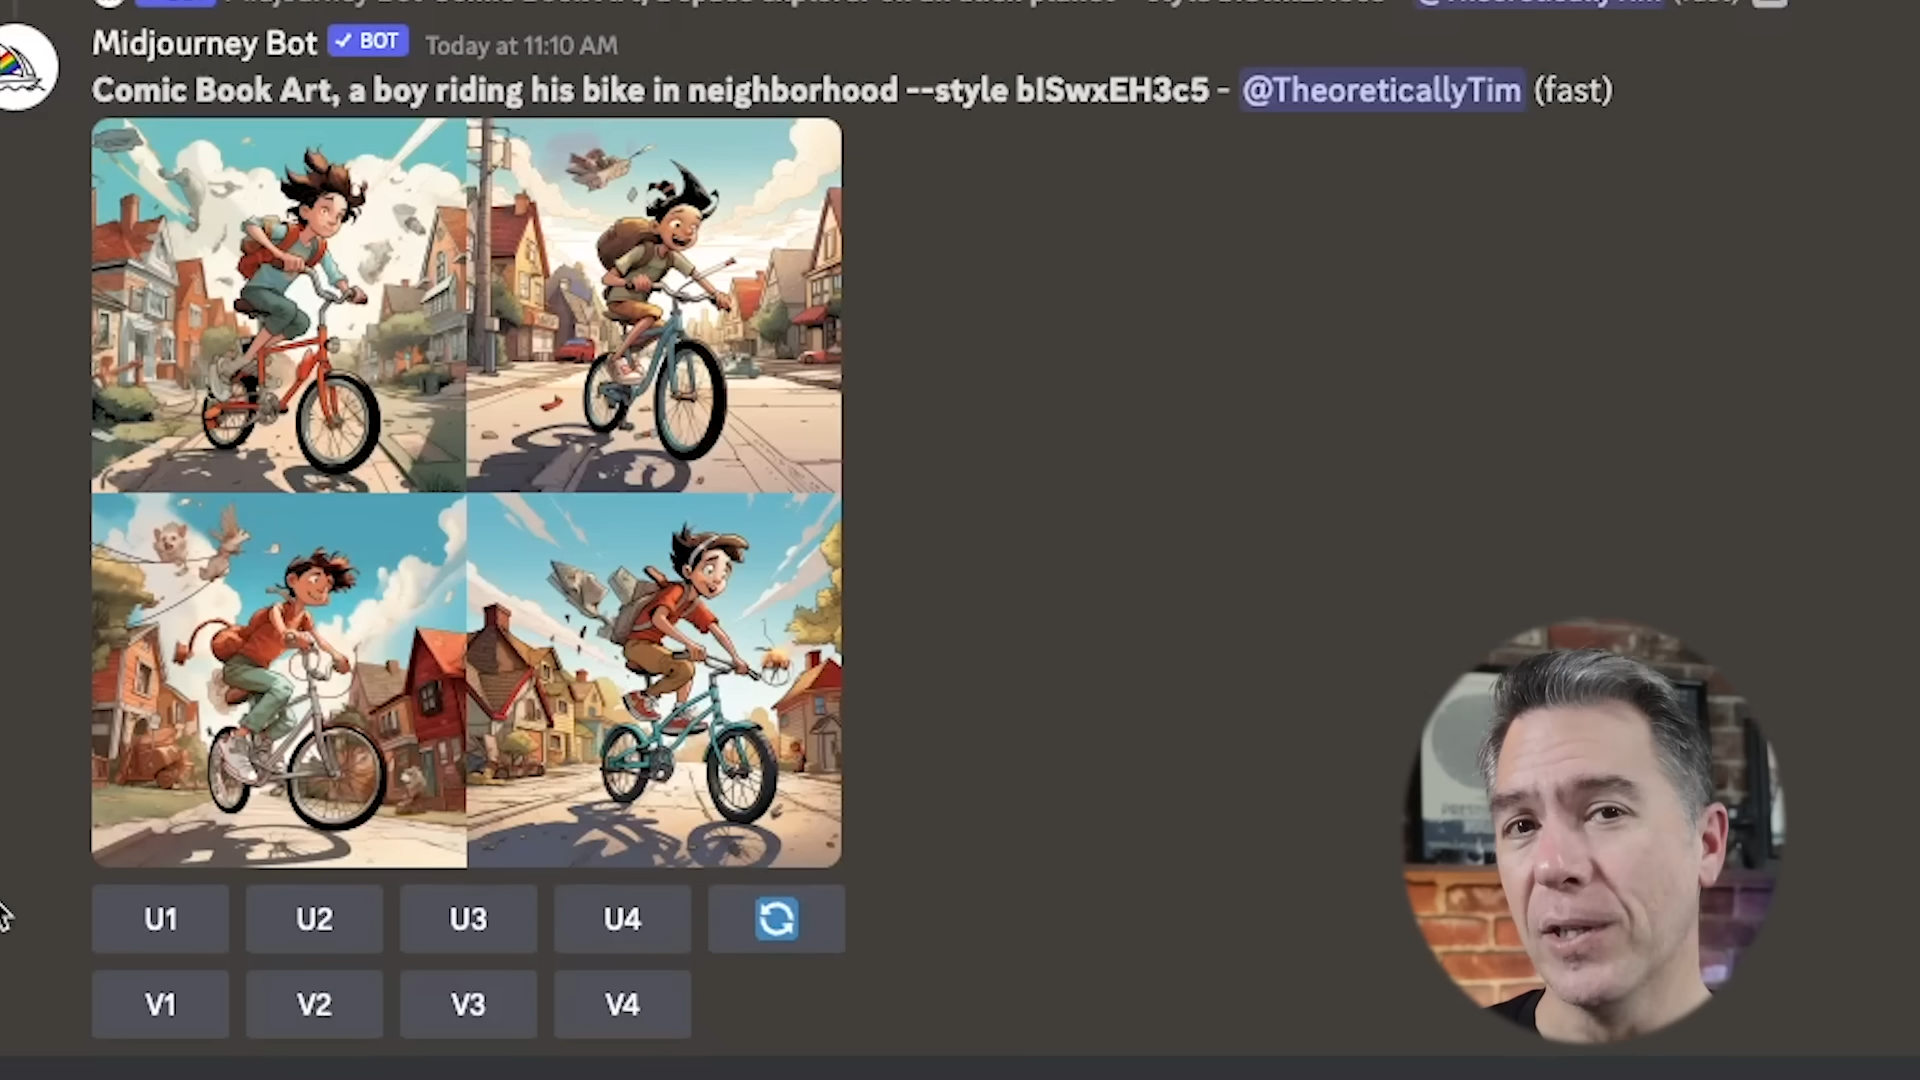 Midjourney Bot ✓ BOT Today at 11:10 AM
Comic Book Art, a boy riding his bike in neighborhood --style bISwxEH3c5 - @TheoreticallyTim (fast)
U1 U2 U3 U4
V1 V2 V3 V4